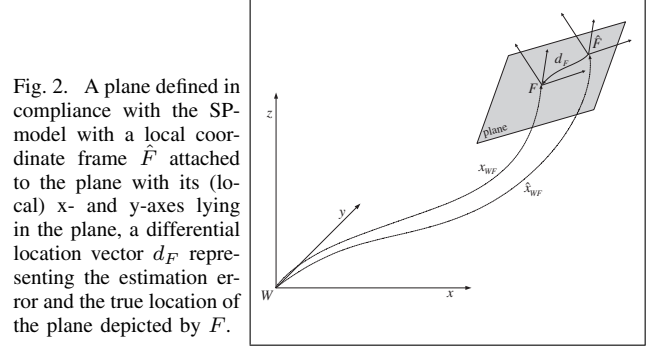 Fig. 2. A plane defined in
compliance with the SP-
model with a local coor-
dinate frame F̂ attached
to the plane with its (lo-
cal) x- and y-axes lying
in the plane, a differential
location vector d_F repre-
senting the estimation er-
ror and the true location of
the plane depicted by F.
F̂
d_F
F
plane
z
x_WF
x̂_WF
y
W
x